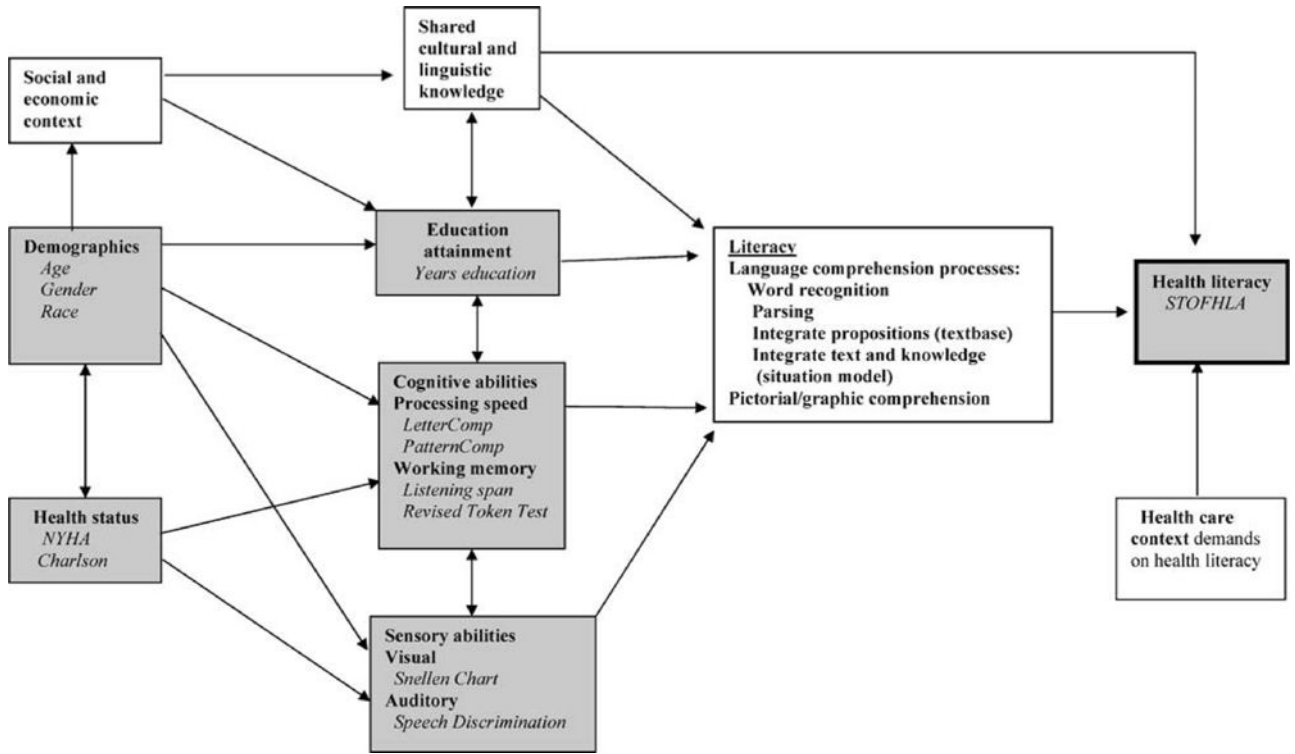 Shared
cultural and
linguistic
knowledge
Social and
economic
context
Demographics
Age
Gender
Race
Education
attainment
Years education
Literacy
Language comprehension processes:
Word recognition
Parsing
Integrate propositions (textbase)
Integrate text and knowledge
(situation model)
Pictorial/graphic comprehension
Health literacy
STOFHLA
Cognitive abilities
Processing speed
LetterComp
PatternComp
Working memory
Listening span
Revised Token Test
Health status
NYHA
Charlson
Health care
context demands
on health literacy
Sensory abilities
Visual
Snellen Chart
Auditory
Speech Discrimination